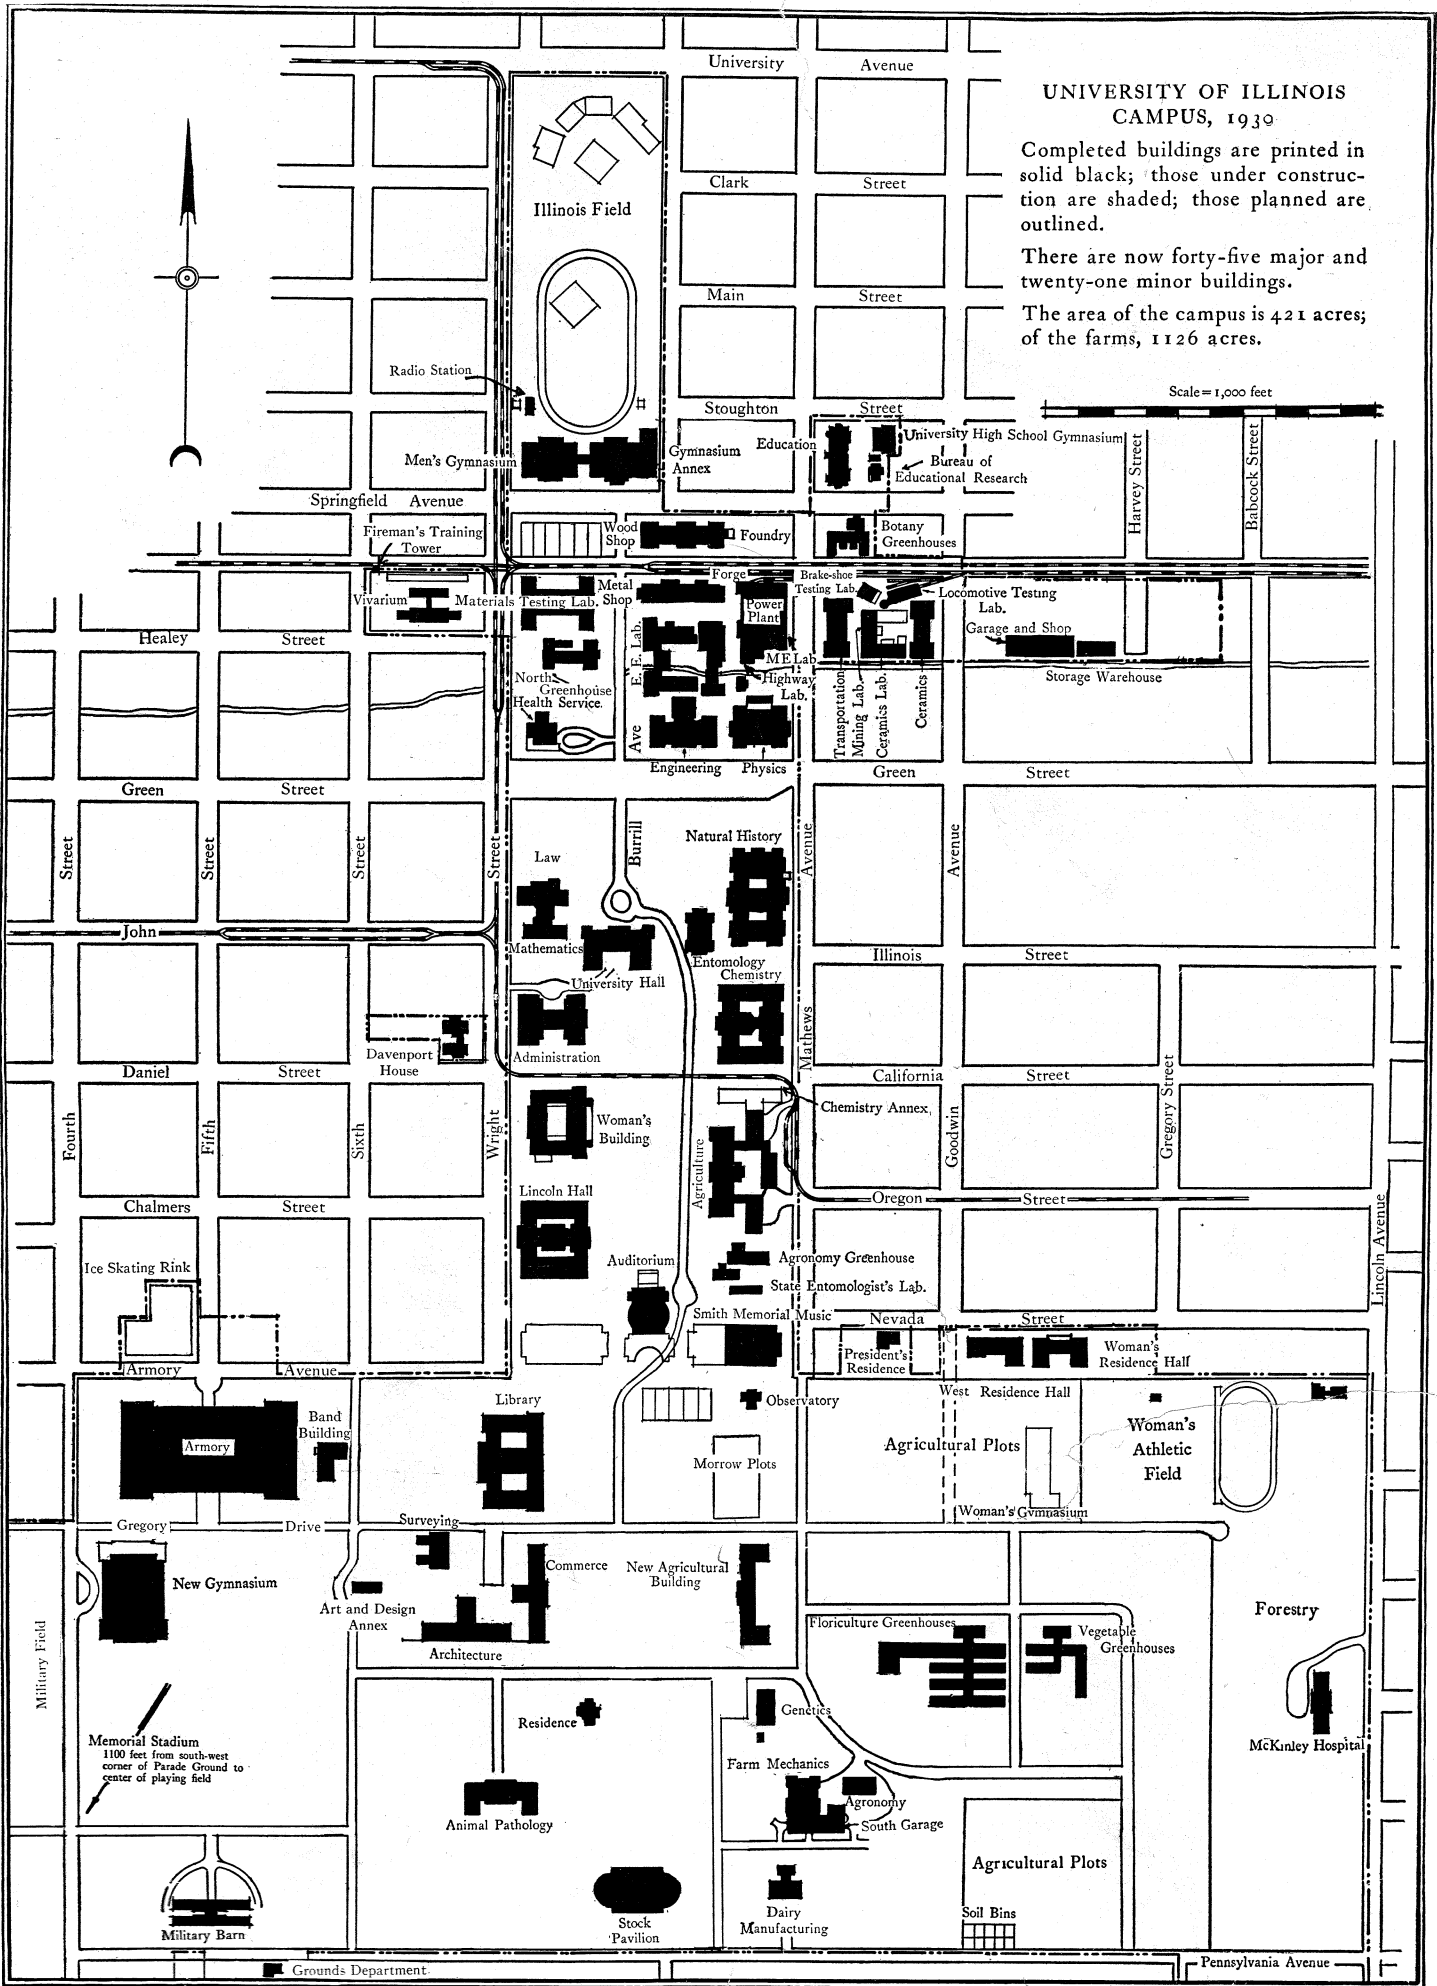 University Avenue
UNIVERSITY OF ILLINOIS
CAMPUS, 1930
Completed buildings are printed in
solid black; those under construc-
tion are shaded; those planned are
outlined.
There are now forty-five major and
twenty-one minor buildings.
The area of the campus is 421 acres;
of the farms, 1126 acres.
Scale=1,000 feet
Clark Street
Illinois Field
Main Street
Radio Station
Stoughton Street
Men's Gymnasium
Gymnasium
Annex
Education
University High School Gymnasium
Bureau of
Educational Research
Harvey Street
Babcock Street
Springfield Avenue
Fireman's Training
Tower
Wood
Shop
Foundry
Botany
Greenhouses
Vivarium
Materials Testing Lab.
Metal
Shop
Forge
Power
Plant
Brake-shoe
Testing Lab.
Locomotive Testing
Lab.
Garage and Shop
Storage Warehouse
Healey Street
E. E. Lab.
M E Lab
Highway
Lab.
North
Greenhouse
Health Service
Transportation
Mining Lab.
Ceramics Lab.
Ceramics
Ave
Engineering
Physics
Green Street
Green Street
Street
Street
Street
Street
Burrill
Natural History
Avenue
Avenue
Law
John
Mathematics
University Hall
Entomology
Chemistry
Illinois Street
Administration
Davenport
House
Mathews
Daniel Street
California Street
Gregory Street
Chemistry Annex
Woman's
Building
Fourth
Fifth
Sixth
Wright
Agriculture
Goodwin
Lincoln Hall
Oregon Street
Chalmers Street
Lincoln Avenue
Ice Skating Rink
Auditorium
Agronomy Greenhouse
State Entomologist's Lab.
Smith Memorial Music
Nevada Street
President's
Residence
Woman's
Residence Hall
West Residence Hall
Armory Avenue
Library
Observatory
Band
Building
Armory
Morrow Plots
Agricultural Plots
Woman's
Athletic
Field
Woman's Gymnasium
Gregory Drive
Surveying
Commerce
New Agricultural
Building
New Gymnasium
Art and Design
Annex
Architecture
Floriculture Greenhouses
Vegetable
Greenhouses
Forestry
Military Field
Genetics
Residence
McKinley Hospital
Memorial Stadium
1100 feet from south-west
corner of Parade Ground to
center of playing field
Farm Mechanics
Agronomy
South Garage
Animal Pathology
Agricultural Plots
Stock
Pavilion
Dairy
Manufacturing
Soil Bins
Military Barn
Grounds Department
Pennsylvania Avenue